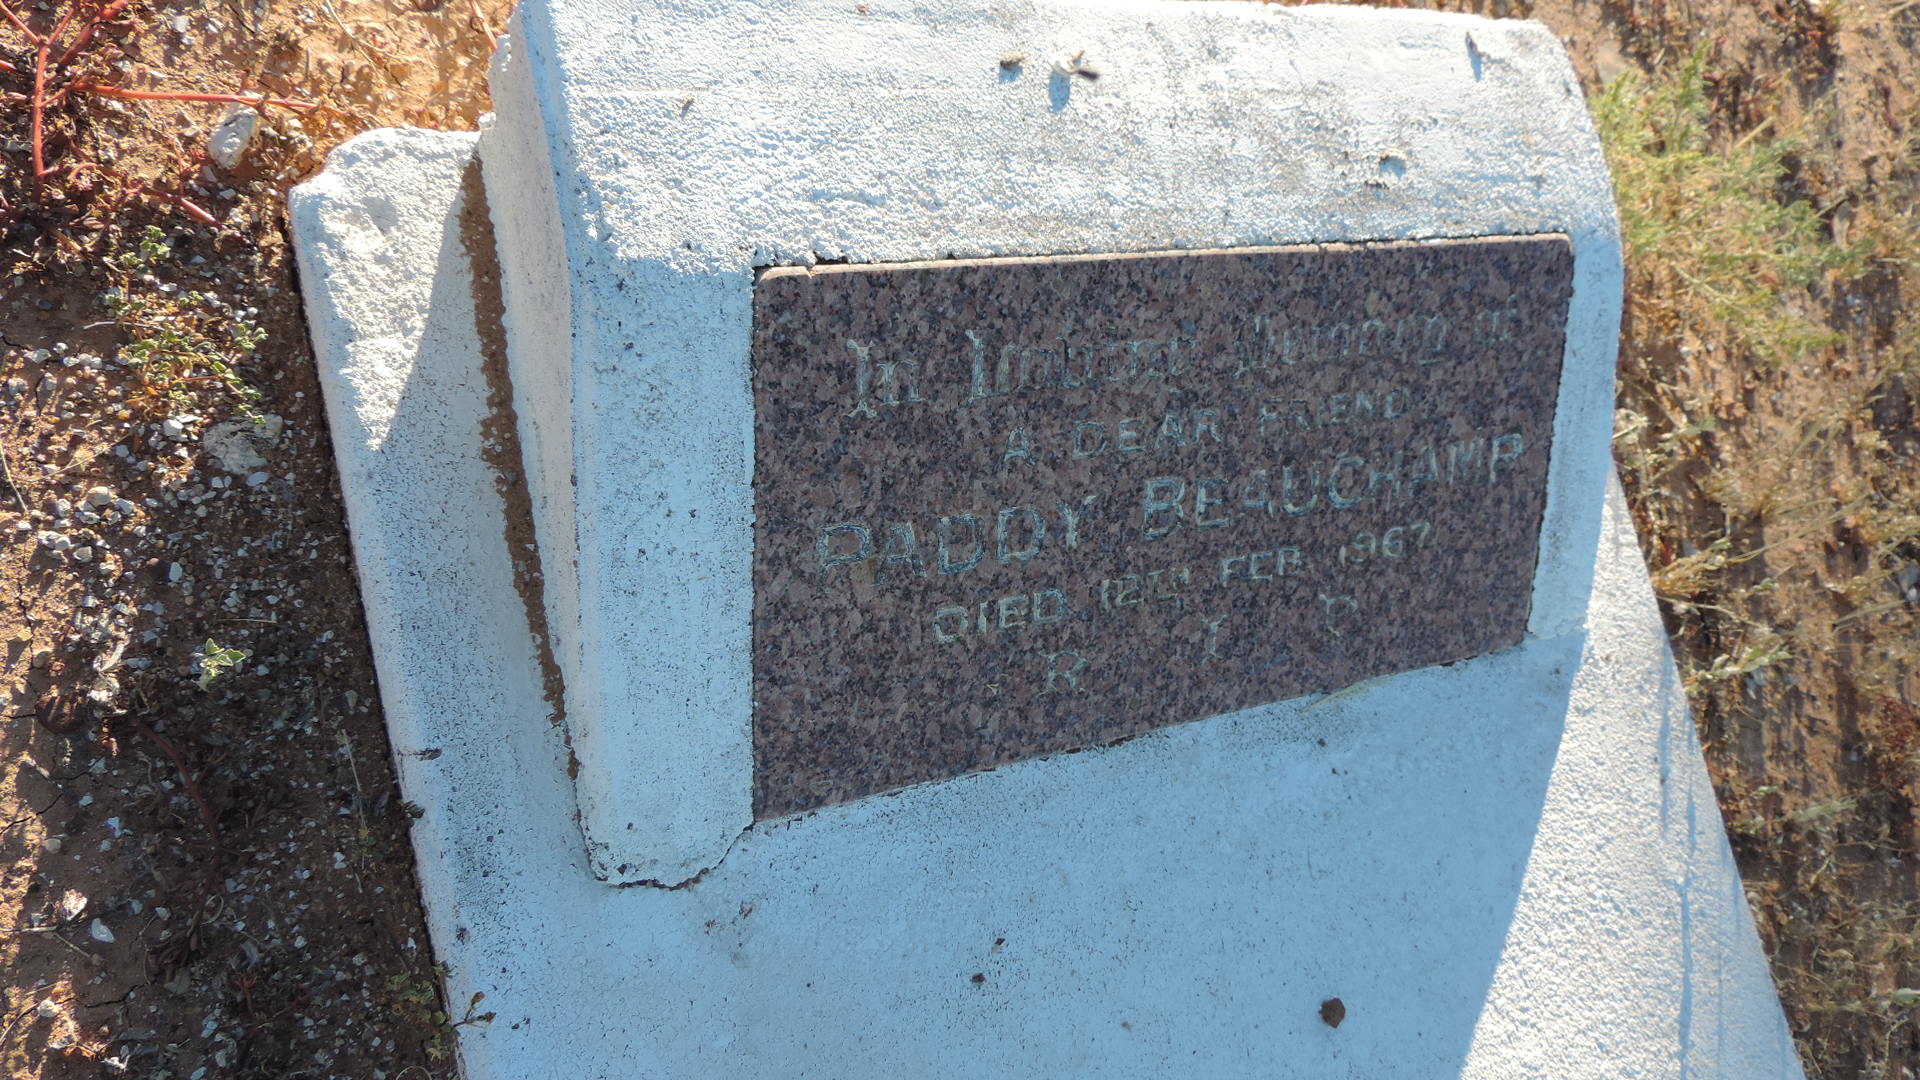 In Loving Memory of
A DEAR FRIEND
PADDY BEAUCHAMP
DIED 12TH FEB 1967
R I P